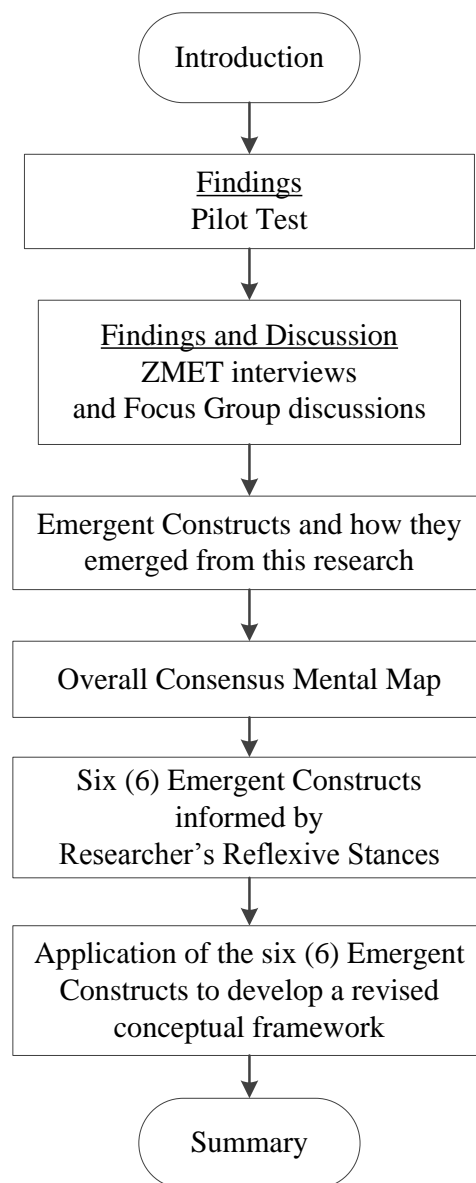 Introduction
Findings
Pilot Test
Findings and Discussion
ZMET interviews
and Focus Group discussions
Emergent Constructs and how they
emerged from this research
Overall Consensus Mental Map
Six (6) Emergent Constructs
informed by
Researcher’s Reflexive Stances
Application of the six (6) Emergent
Constructs to develop a revised
conceptual framework
Summary